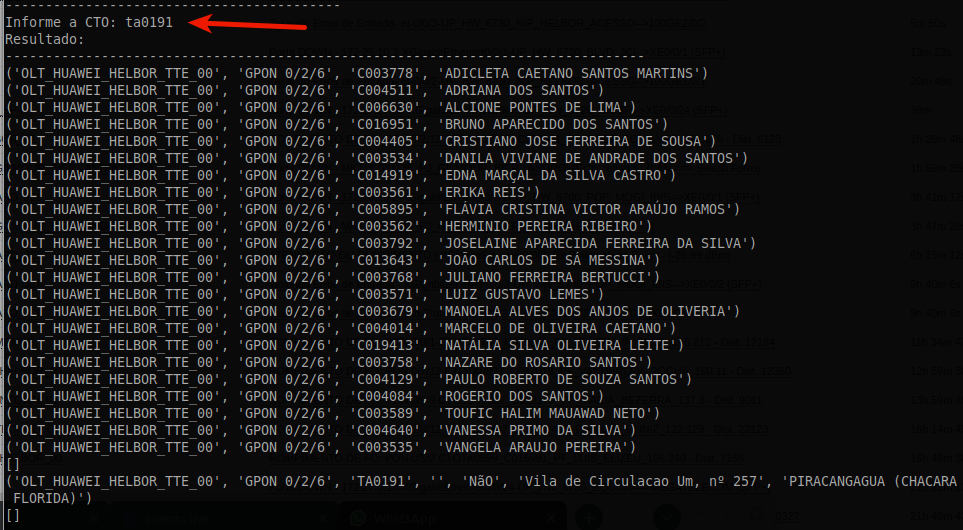 ----------------------------------------
Informe a CTO: ta0191
Resultado:
--------------------------------------------------------------------------------
('OLT_HUAWEI_HELBOR_TTE_00', 'GPON 0/2/6', 'C003778', 'ADICLETA CAETANO SANTOS MARTINS')
('OLT_HUAWEI_HELBOR_TTE_00', 'GPON 0/2/6', 'C004511', 'ADRIANA DOS SANTOS')
('OLT_HUAWEI_HELBOR_TTE_00', 'GPON 0/2/6', 'C006630', 'ALCIONE PONTES DE LIMA')
('OLT_HUAWEI_HELBOR_TTE_00', 'GPON 0/2/6', 'C016951', 'BRUNO APARECIDO DOS SANTOS')
('OLT_HUAWEI_HELBOR_TTE_00', 'GPON 0/2/6', 'C004405', 'CRISTIANO JOSE FERREIRA DE SOUSA')
('OLT_HUAWEI_HELBOR_TTE_00', 'GPON 0/2/6', 'C003534', 'DANILA VIVIANE DE ANDRADE DOS SANTOS')
('OLT_HUAWEI_HELBOR_TTE_00', 'GPON 0/2/6', 'C014919', 'EDNA MARÇAL DA SILVA CASTRO')
('OLT_HUAWEI_HELBOR_TTE_00', 'GPON 0/2/6', 'C003561', 'ERIKA REIS')
('OLT_HUAWEI_HELBOR_TTE_00', 'GPON 0/2/6', 'C005895', 'FLÁVIA CRISTINA VICTOR ARAÚJO RAMOS')
('OLT_HUAWEI_HELBOR_TTE_00', 'GPON 0/2/6', 'C003562', 'HERMINIO PEREIRA RIBEIRO')
('OLT_HUAWEI_HELBOR_TTE_00', 'GPON 0/2/6', 'C003792', 'JOSELAINE APARECIDA FERREIRA DA SILVA')
('OLT_HUAWEI_HELBOR_TTE_00', 'GPON 0/2/6', 'C013643', 'JOÃO CARLOS DE SÁ MESSINA')
('OLT_HUAWEI_HELBOR_TTE_00', 'GPON 0/2/6', 'C003768', 'JULIANO FERREIRA BERTUCCI')
('OLT_HUAWEI_HELBOR_TTE_00', 'GPON 0/2/6', 'C003571', 'LUIZ GUSTAVO LEMES')
('OLT_HUAWEI_HELBOR_TTE_00', 'GPON 0/2/6', 'C003679', 'MANOELA ALVES DOS ANJOS DE OLIVERIA')
('OLT_HUAWEI_HELBOR_TTE_00', 'GPON 0/2/6', 'C004014', 'MARCELO DE OLIVEIRA CAETANO')
('OLT_HUAWEI_HELBOR_TTE_00', 'GPON 0/2/6', 'C019413', 'NATÁLIA SILVA OLIVEIRA LEITE')
('OLT_HUAWEI_HELBOR_TTE_00', 'GPON 0/2/6', 'C003758', 'NAZARE DO ROSARIO SANTOS')
('OLT_HUAWEI_HELBOR_TTE_00', 'GPON 0/2/6', 'C004129', 'PAULO ROBERTO DE SOUZA SANTOS')
('OLT_HUAWEI_HELBOR_TTE_00', 'GPON 0/2/6', 'C004084', 'ROGERIO DOS SANTOS')
('OLT_HUAWEI_HELBOR_TTE_00', 'GPON 0/2/6', 'C003589', 'TOUFIC HALIM MAUAWAD NETO')
('OLT_HUAWEI_HELBOR_TTE_00', 'GPON 0/2/6', 'C004640', 'VANESSA PRIMO DA SILVA')
('OLT_HUAWEI_HELBOR_TTE_00', 'GPON 0/2/6', 'C003535', 'VANGELA ARAUJO PEREIRA')
[]
('OLT_HUAWEI_HELBOR_TTE_00', 'GPON 0/2/6', 'TA0191', '', 'NãO', 'Vila de Circulacao Um, nº 257', 'PIRACANGAGUA (CHACARA
FLORIDA)')
[]